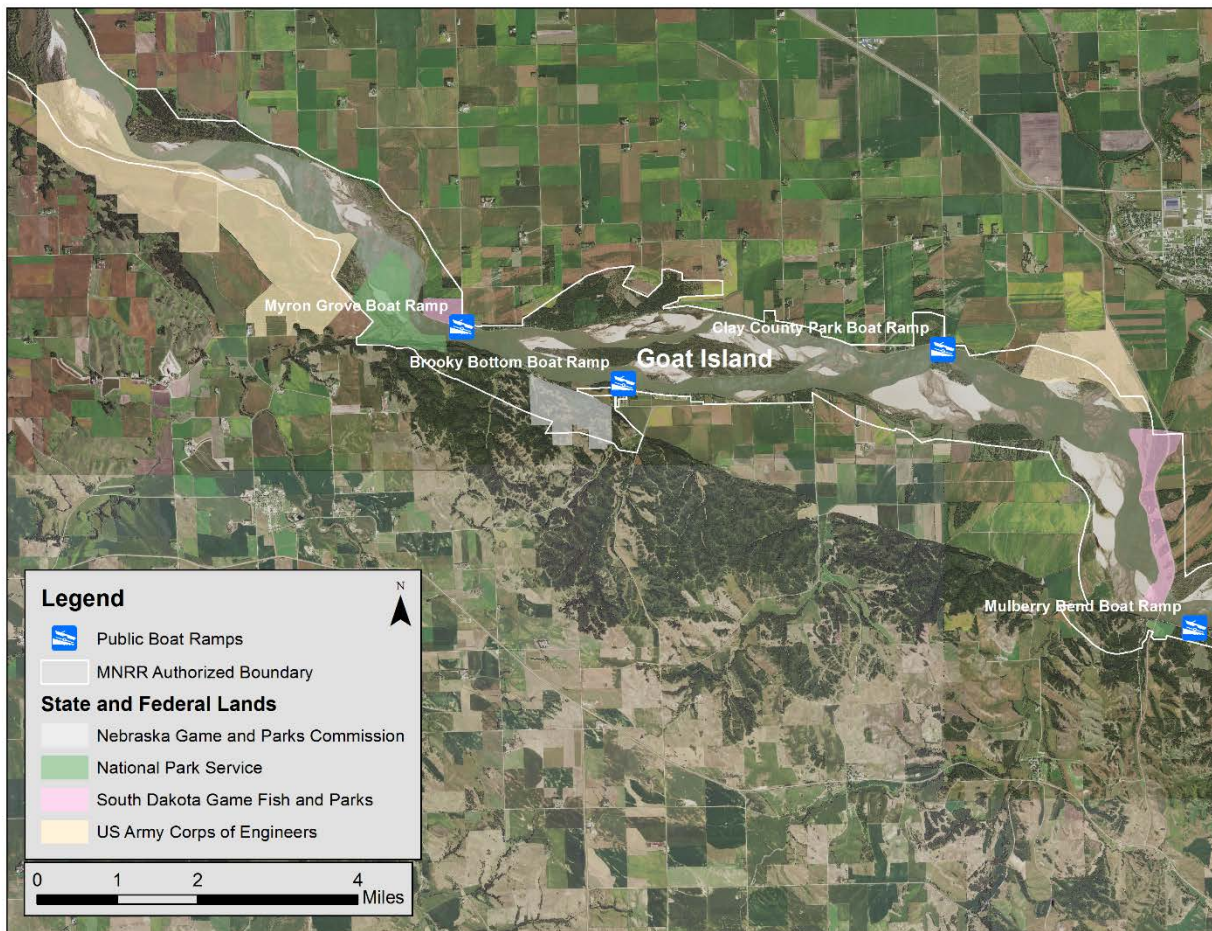 Myron Grove Boat Ramp
Clay County Park Boat Ramp
Brooky Bottom Boat Ramp
Goat Island
Mulberry Bend Boat Ramp
Legend
N
Public Boat Ramps
MNRR Authorized Boundary
State and Federal Lands
Nebraska Game and Parks Commission
National Park Service
South Dakota Game Fish and Parks
US Army Corps of Engineers
0 1 2 4
Miles